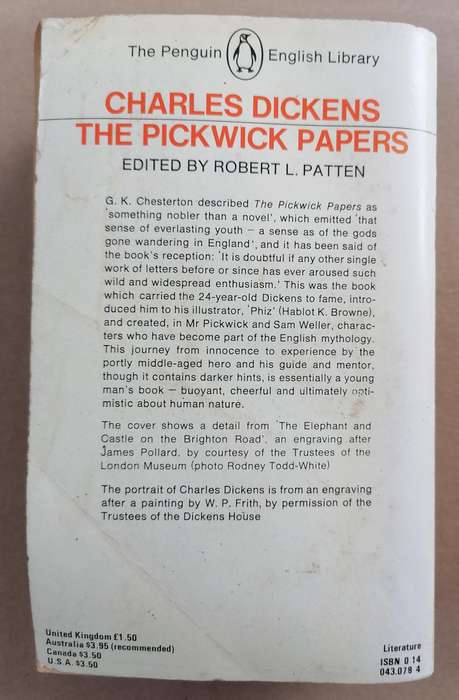 The Penguin English Library
CHARLES DICKENS
THE PICKWICK PAPERS
EDITED BY ROBERT L. PATTEN
G. K. Chesterton described The Pickwick Papers as
'something nobler than a novel', which emitted 'that
sense of everlasting youth – a sense as of the gods
gone wandering in England', and it has been said of
the book's reception: 'It is doubtful if any other single
work of letters before or since has ever aroused such
wild and widespread enthusiasm.' This was the book
which carried the 24-year-old Dickens to fame, intro-
duced him to his illustrator, 'Phiz' (Hablot K. Browne),
and created, in Mr Pickwick and Sam Weller, charac-
ters who have become part of the English mythology.
This journey from innocence to experience by the
portly middle-aged hero and his guide and mentor,
though it contains darker hints, is essentially a young
man's book – buoyant, cheerful and ultimately opti-
mistic about human nature.
The cover shows a detail from 'The Elephant and
Castle on the Brighton Road', an engraving after
James Pollard, by courtesy of the Trustees of the
London Museum (photo Rodney Todd-White)
The portrait of Charles Dickens is from an engraving
after a painting by W. P. Frith, by permission of the
Trustees of the Dickens House
United Kingdom £1.50
Australia $3.95 (recommended)
Canada $3.50
U.S.A. $3.50
Literature
ISBN 0 14
043.078 4